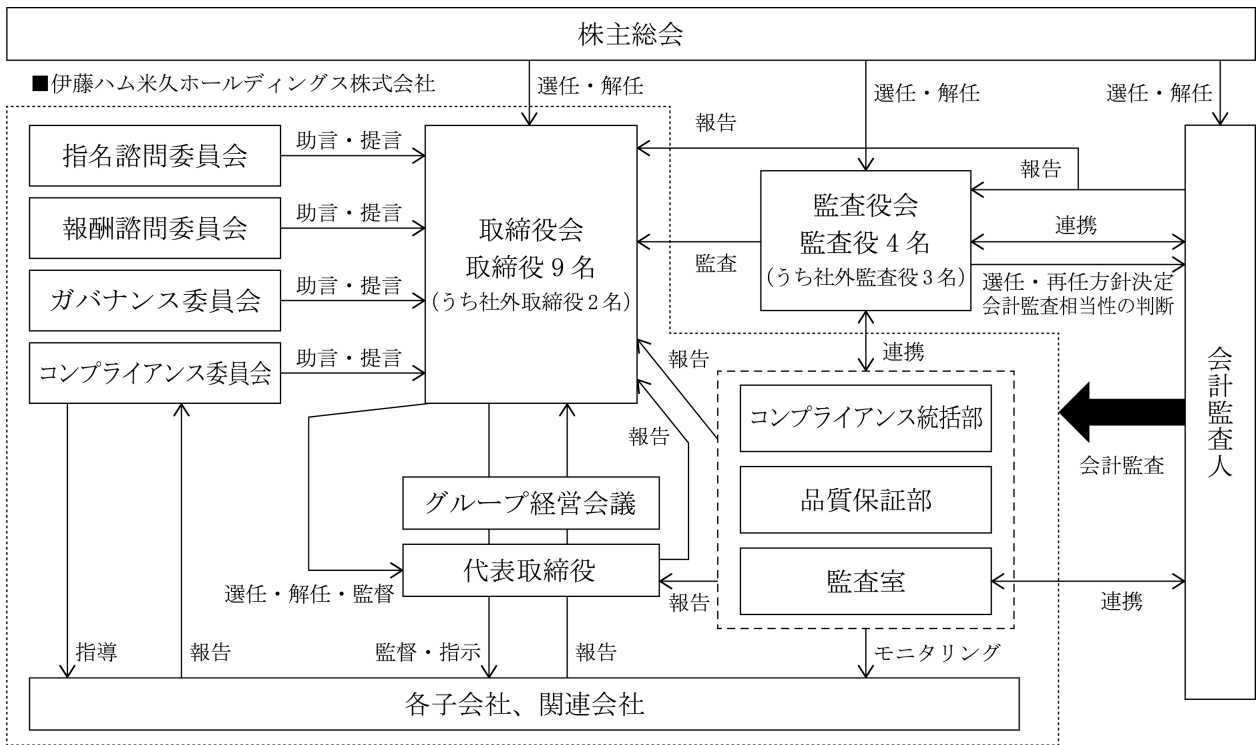 株主総会
■伊藤ハム米久ホールディングス株式会社
選任・解任
選任・解任
選任・解任
指名諮問委員会
助言・提言
報酬諮問委員会
助言・提言
ガバナンス委員会
助言・提言
コンプライアンス委員会
助言・提言
取締役会
取締役9名
(うち社外取締役2名)
報告
監査
監査役会
監査役4名
(うち社外監査役3名)
報告
連携
選任・再任方針決定
会計監査相当性の判断
会計監査人
連携
報告
報告
コンプライアンス統括部
品質保証部
監査室
会計監査
連携
グループ経営会議
代表取締役
選任・解任・監督
報告
指導
報告
監督・指示
報告
モニタリング
各子会社、関連会社